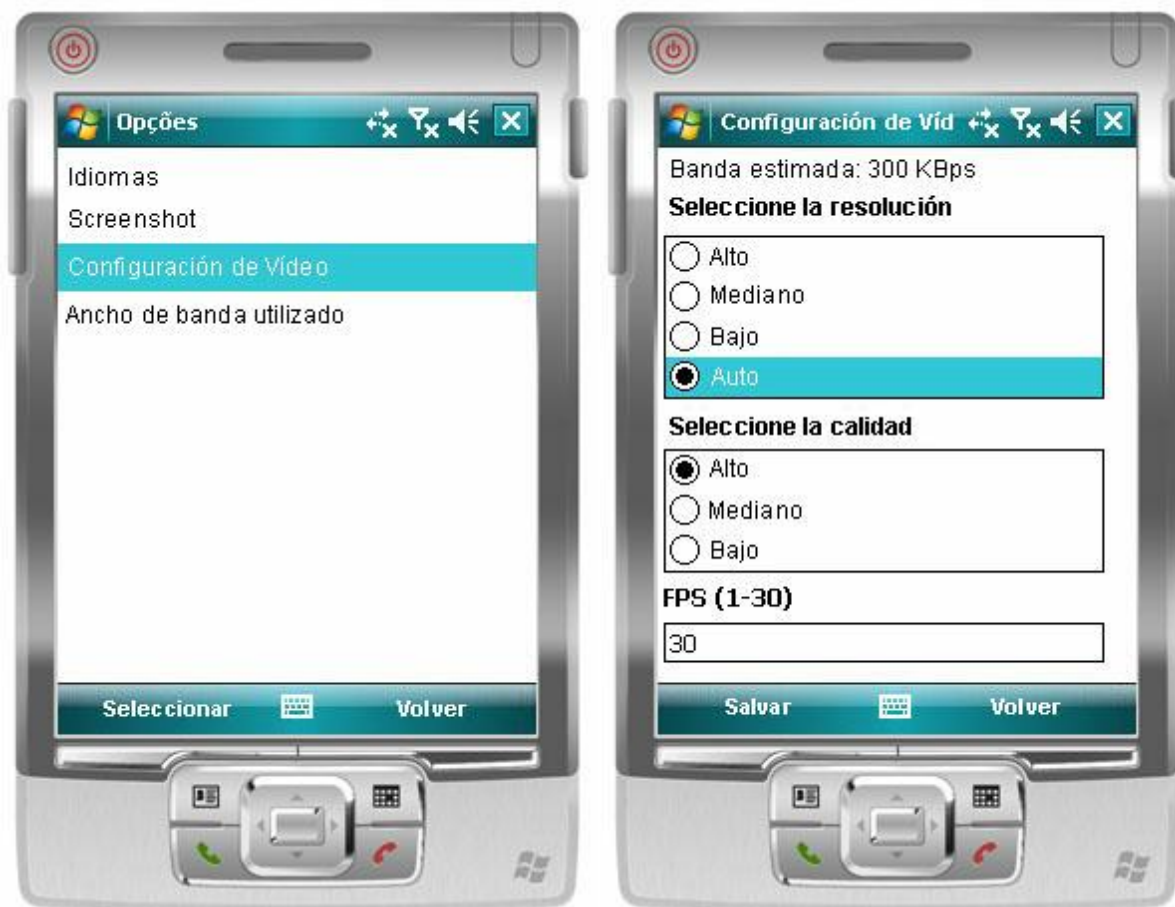 Opções
Idiomas
Screenshot
Configuración de Vídeo
Ancho de banda utilizado
Seleccionar
Volver
Configuración de Víd
Banda estimada: 300 KBps
Seleccione la resolución
Alto
Mediano
Bajo
Auto
Seleccione la calidad
Alto
Mediano
Bajo
FPS (1-30)
30
Salvar
Volver